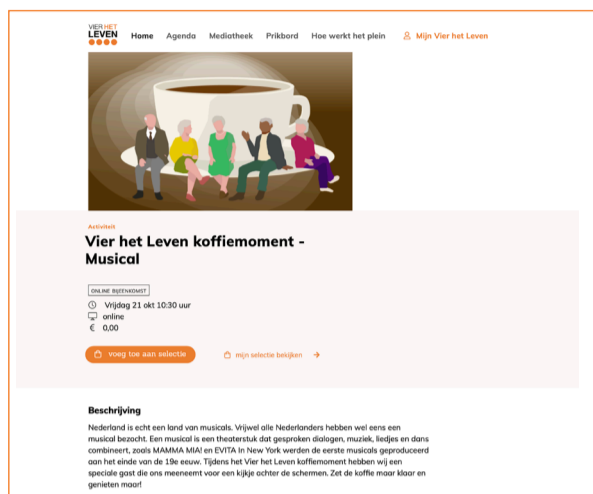 VIER HET
LEVEN
Home Agenda Mediatheek Prikbord Hoe werkt het plein Mijn Vier het Leven
Activiteit
Vier het Leven koffiemoment -
Musical
ONLINE BIJEENKOMST
Vrijdag 21 okt 10:30 uur
online
€ 0,00
voeg toe aan selectie mijn selectie bekijken →
Beschrijving
Nederland is echt een land van musicals. Vrijwel alle Nederlanders hebben wel eens een
musical bezocht. Een musical is een theaterstuk dat gesproken dialogen, muziek, liedjes en dans
combineert, zoals MAMMA MIA! en EVITA In New York werden de eerste musicals geproduceerd
aan het einde van de 19e eeuw. Tijdens het Vier het Leven koffiemoment hebben wij een
speciale gast die ons meeneemt voor een kijkje achter de schermen. Zet de koffie maar klaar en
genieten maar!